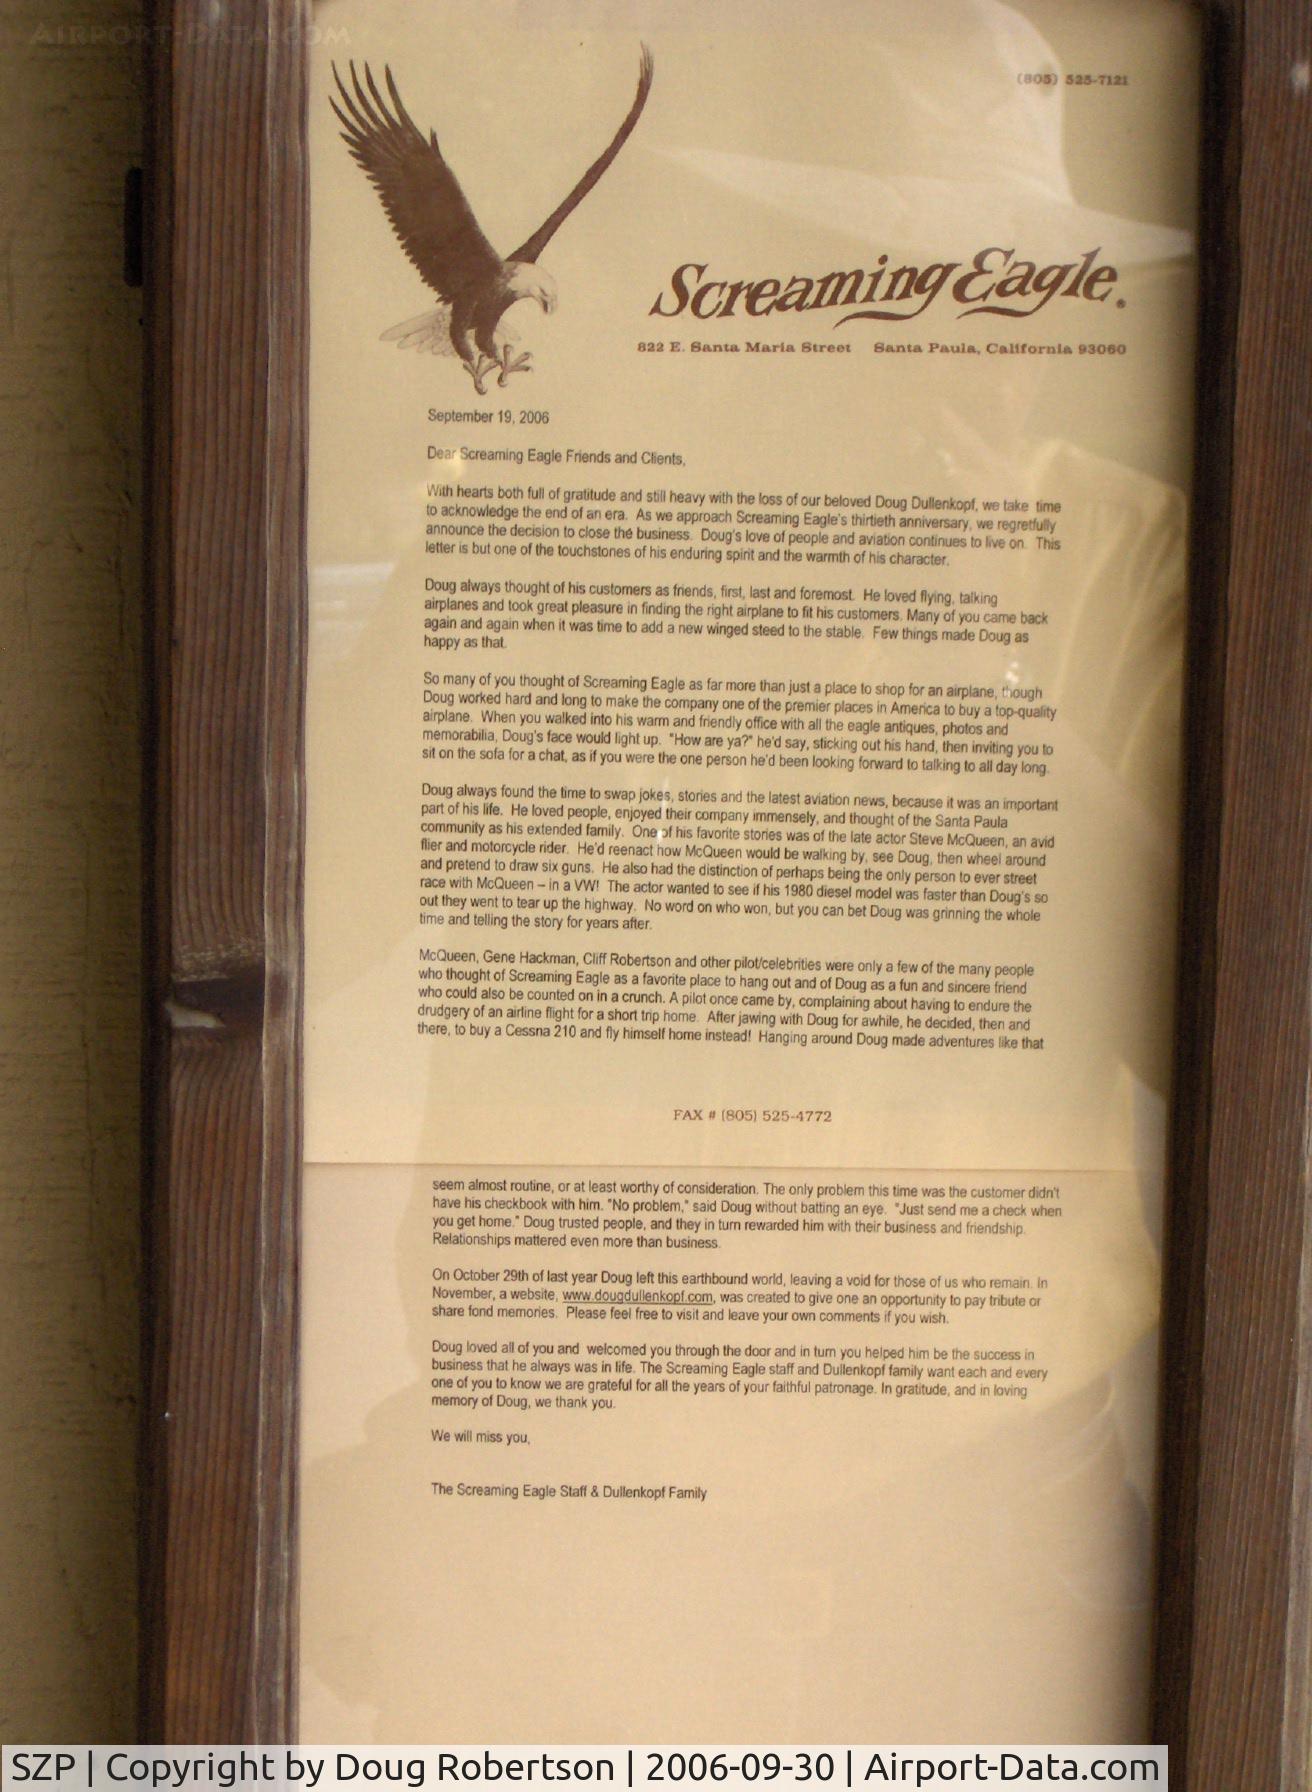 AIRPORT-DATA.COM
(805) 525-7121
Screaming Eagle.
822 E. Santa Maria Street Santa Paula, California 93060
September 19, 2006
Dear Screaming Eagle Friends and Clients,
With hearts both full of gratitude and still heavy with the loss of our beloved Doug Dullenkopf, we take time
to acknowledge the end of an era. As we approach Screaming Eagle's thirtieth anniversary, we regretfully
announce the decision to close the business. Doug's love of people and aviation continues to live on. This
letter is but one of the touchstones of his enduring spirit and the warmth of his character.
Doug always thought of his customers as friends, first, last and foremost. He loved flying, talking
airplanes and took great pleasure in finding the right airplane to fit his customers. Many of you came back
again and again when it was time to add a new winged steed to the stable. Few things made Doug as
happy as that.
So many of you thought of Screaming Eagle as far more than just a place to shop for an airplane, though
Doug worked hard and long to make the company one of the premier places in America to buy a top-quality
airplane. When you walked into his warm and friendly office with all the eagle antiques, photos and
memorabilia, Doug's face would light up. "How are ya?" he'd say, sticking out his hand, then inviting you to
sit on the sofa for a chat, as if you were the one person he'd been looking forward to talking to all day long.
Doug always found the time to swap jokes, stories and the latest aviation news, because it was an important
part of his life. He loved people, enjoyed their company immensely, and thought of the Santa Paula
community as his extended family. One of his favorite stories was of the late actor Steve McQueen, an avid
flier and motorcycle rider. He'd reenact how McQueen would be walking by, see Doug, then wheel around
and pretend to draw six guns. He also had the distinction of perhaps being the only person to ever street
race with McQueen – in a VW! The actor wanted to see if his 1980 diesel model was faster than Doug's so
out they went to tear up the highway. No word on who won, but you can bet Doug was grinning the whole
time and telling the story for years after.
McQueen, Gene Hackman, Cliff Robertson and other pilot/celebrities were only a few of the many people
who thought of Screaming Eagle as a favorite place to hang out and of Doug as a fun and sincere friend
who could also be counted on in a crunch. A pilot once came by, complaining about having to endure the
drudgery of an airline flight for a short trip home. After jawing with Doug for awhile, he decided, then and
there, to buy a Cessna 210 and fly himself home instead! Hanging around Doug made adventures like that
FAX # (805) 525-4772
seem almost routine, or at least worthy of consideration. The only problem this time was the customer didn't
have his checkbook with him. "No problem," said Doug without batting an eye. "Just send me a check when
you get home." Doug trusted people, and they in turn rewarded him with their business and friendship.
Relationships mattered even more than business.
On October 29th of last year Doug left this earthbound world, leaving a void for those of us who remain. In
November, a website, www.dougdullenkopf.com, was created to give one an opportunity to pay tribute or
share fond memories. Please feel free to visit and leave your own comments if you wish.
Doug loved all of you and welcomed you through the door and in turn you helped him be the success in
business that he always was in life. The Screaming Eagle staff and Dullenkopf family want each and every
one of you to know we are grateful for all the years of your faithful patronage. In gratitude, and in loving
memory of Doug, we thank you.
We will miss you,
The Screaming Eagle Staff & Dullenkopf Family
SZP | Copyright by Doug Robertson | 2006-09-30 | Airport-Data.com